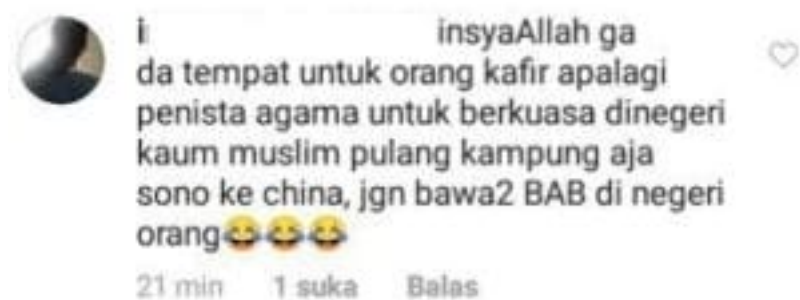 i insyaAllah ga
da tempat untuk orang kafir apalagi
penista agama untuk berkuasa dinegeri
kaum muslim pulang kampung aja
sono ke china, jgn bawa2 BAB di negeri
orang😂😂😂
21 min 1 suka Balas